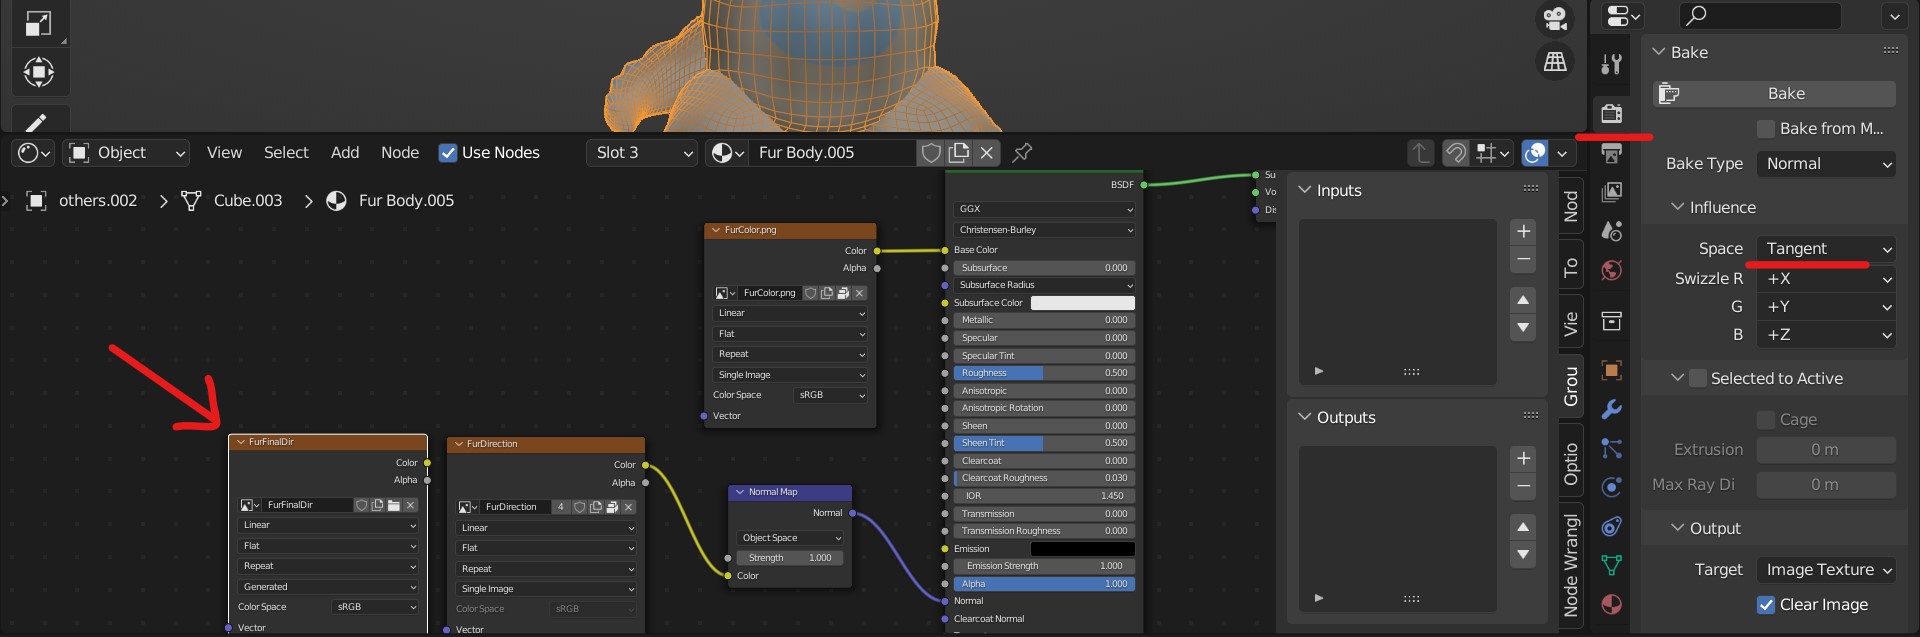 Object View Select Add Node Use Nodes Slot 3 Fur Body.005
others.002 > Cube.003 > Fur Body.005
FurFinalDir
Color
Alpha
FurFinalDir
Linear
Flat
Repeat
Generated
Color Space sRGB
Vector
FurDirection
Color
Alpha
FurDirection 4
Linear
Flat
Repeat
Single Image
Color Space sRGB
Vector
FurColor.png
Color
Alpha
FurColor.png
Linear
Flat
Repeat
Single Image
Color Space sRGB
Vector
Normal Map
Normal
Object Space
Strength 1.000
Color
BSDF
GGX
Christensen-Burley
Base Color
Subsurface 0.000
Subsurface Radius
Subsurface Color
Metallic 0.000
Specular 0.000
Specular Tint 0.000
Roughness 0.500
Anisotropic 0.000
Anisotropic Rotation 0.000
Sheen 0.000
Sheen Tint 0.500
Clearcoat 0.000
Clearcoat Roughness 0.030
IOR 1.450
Transmission 0.000
Transmission Roughness 0.000
Emission
Emission Strength 1.000
Alpha 1.000
Normal
Clearcoat Normal
Su
Vo
Dis
Inputs
Outputs
Nod
To
Vie
Grou
Optio
Node Wrangl
Bake
Bake
Bake from M...
Bake Type Normal
Influence
Space Tangent
Swizzle R +X
G +Y
B +Z
Selected to Active
Cage
Extrusion 0 m
Max Ray Di 0 m
Output
Target Image Texture
Clear Image